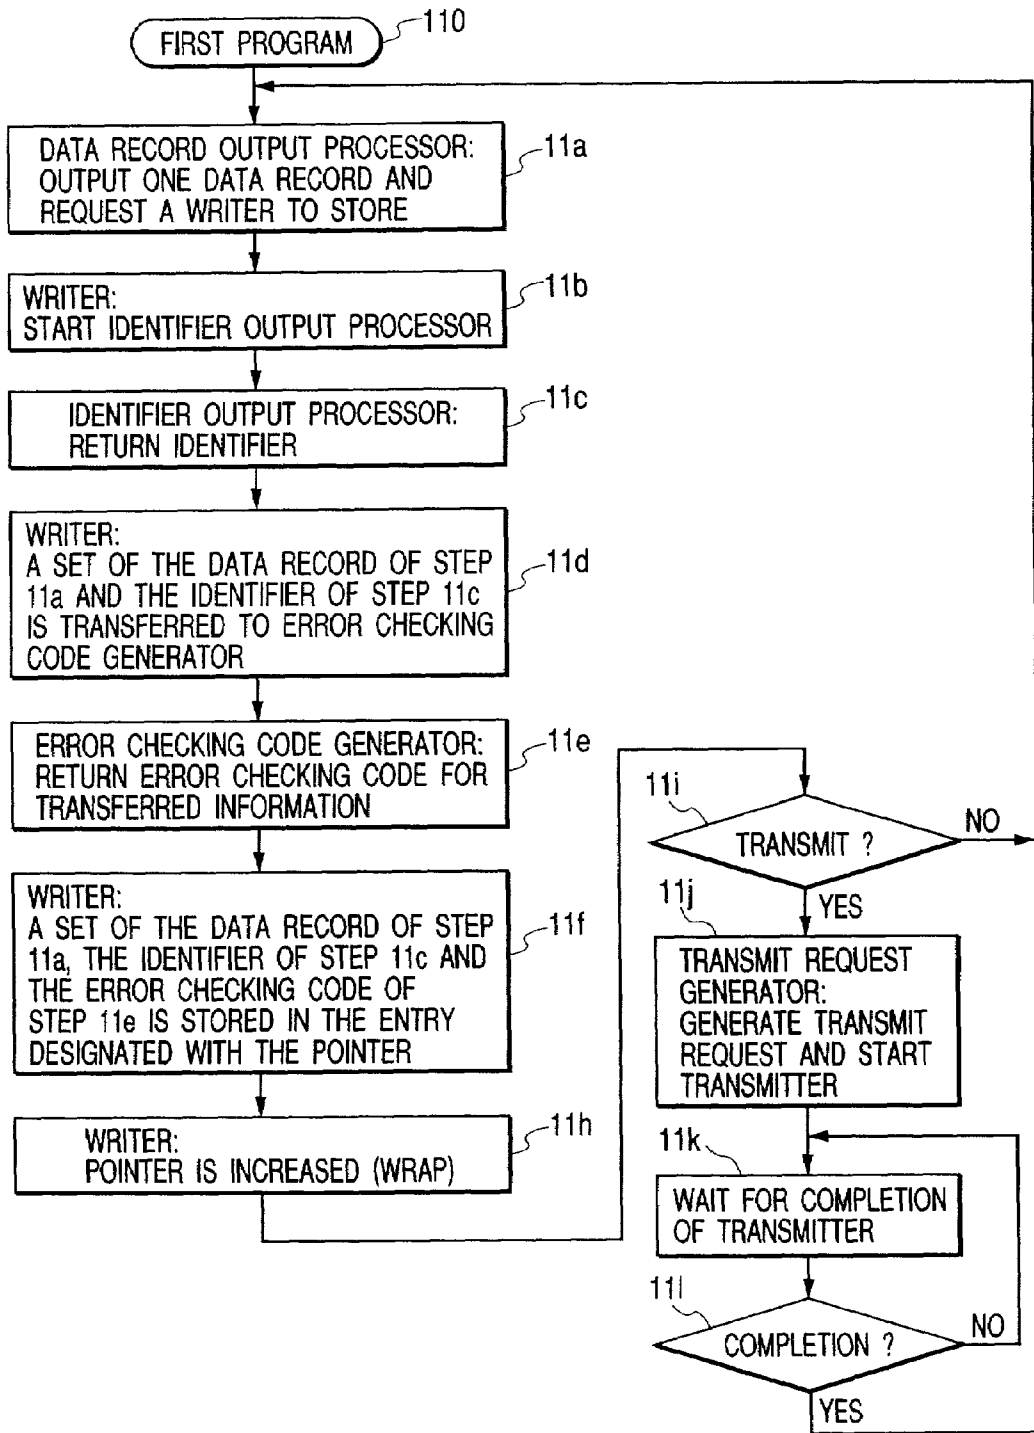 FIRST PROGRAM
110
DATA RECORD OUTPUT PROCESSOR:
OUTPUT ONE DATA RECORD AND
REQUEST A WRITER TO STORE
11a
WRITER:
START IDENTIFIER OUTPUT PROCESSOR
11b
IDENTIFIER OUTPUT PROCESSOR:
RETURN IDENTIFIER
11c
WRITER:
A SET OF THE DATA RECORD OF STEP
11a AND THE IDENTIFIER OF STEP 11c
IS TRANSFERRED TO ERROR CHECKING
CODE GENERATOR
11d
ERROR CHECKING CODE GENERATOR:
RETURN ERROR CHECKING CODE FOR
TRANSFERRED INFORMATION
11e
WRITER:
A SET OF THE DATA RECORD OF STEP
11a, THE IDENTIFIER OF STEP 11c AND
THE ERROR CHECKING CODE OF
STEP 11e IS STORED IN THE ENTRY
DESIGNATED WITH THE POINTER
11f
WRITER:
POINTER IS INCREASED (WRAP)
11h
11i
TRANSMIT ?
NO
YES
11j
TRANSMIT REQUEST
GENERATOR:
GENERATE TRANSMIT
REQUEST AND START
TRANSMITTER
11k
WAIT FOR COMPLETION
OF TRANSMITTER
11l
COMPLETION ?
NO
YES